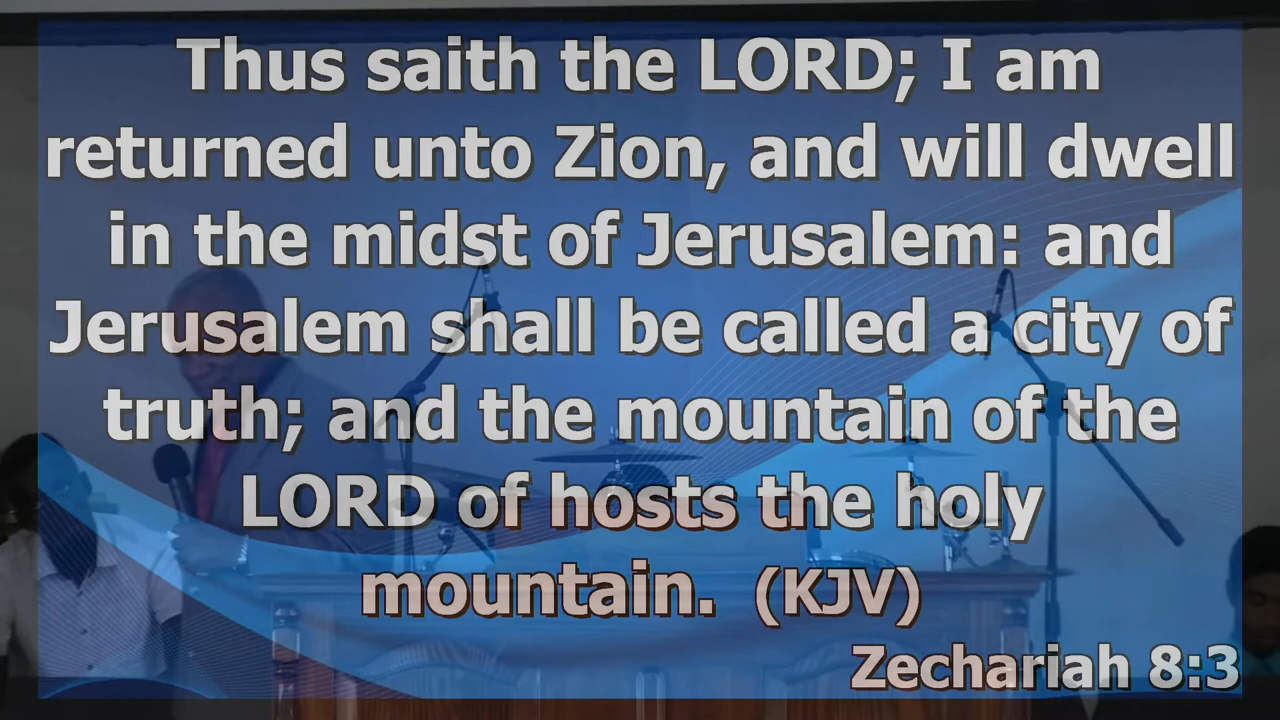 Thus saith the LORD; I am
returned unto Zion, and will dwell
in the midst of Jerusalem: and
Jerusalem shall be called a city of
truth; and the mountain of the
LORD of hosts the holy
mountain. (KJV)
Zechariah 8:3